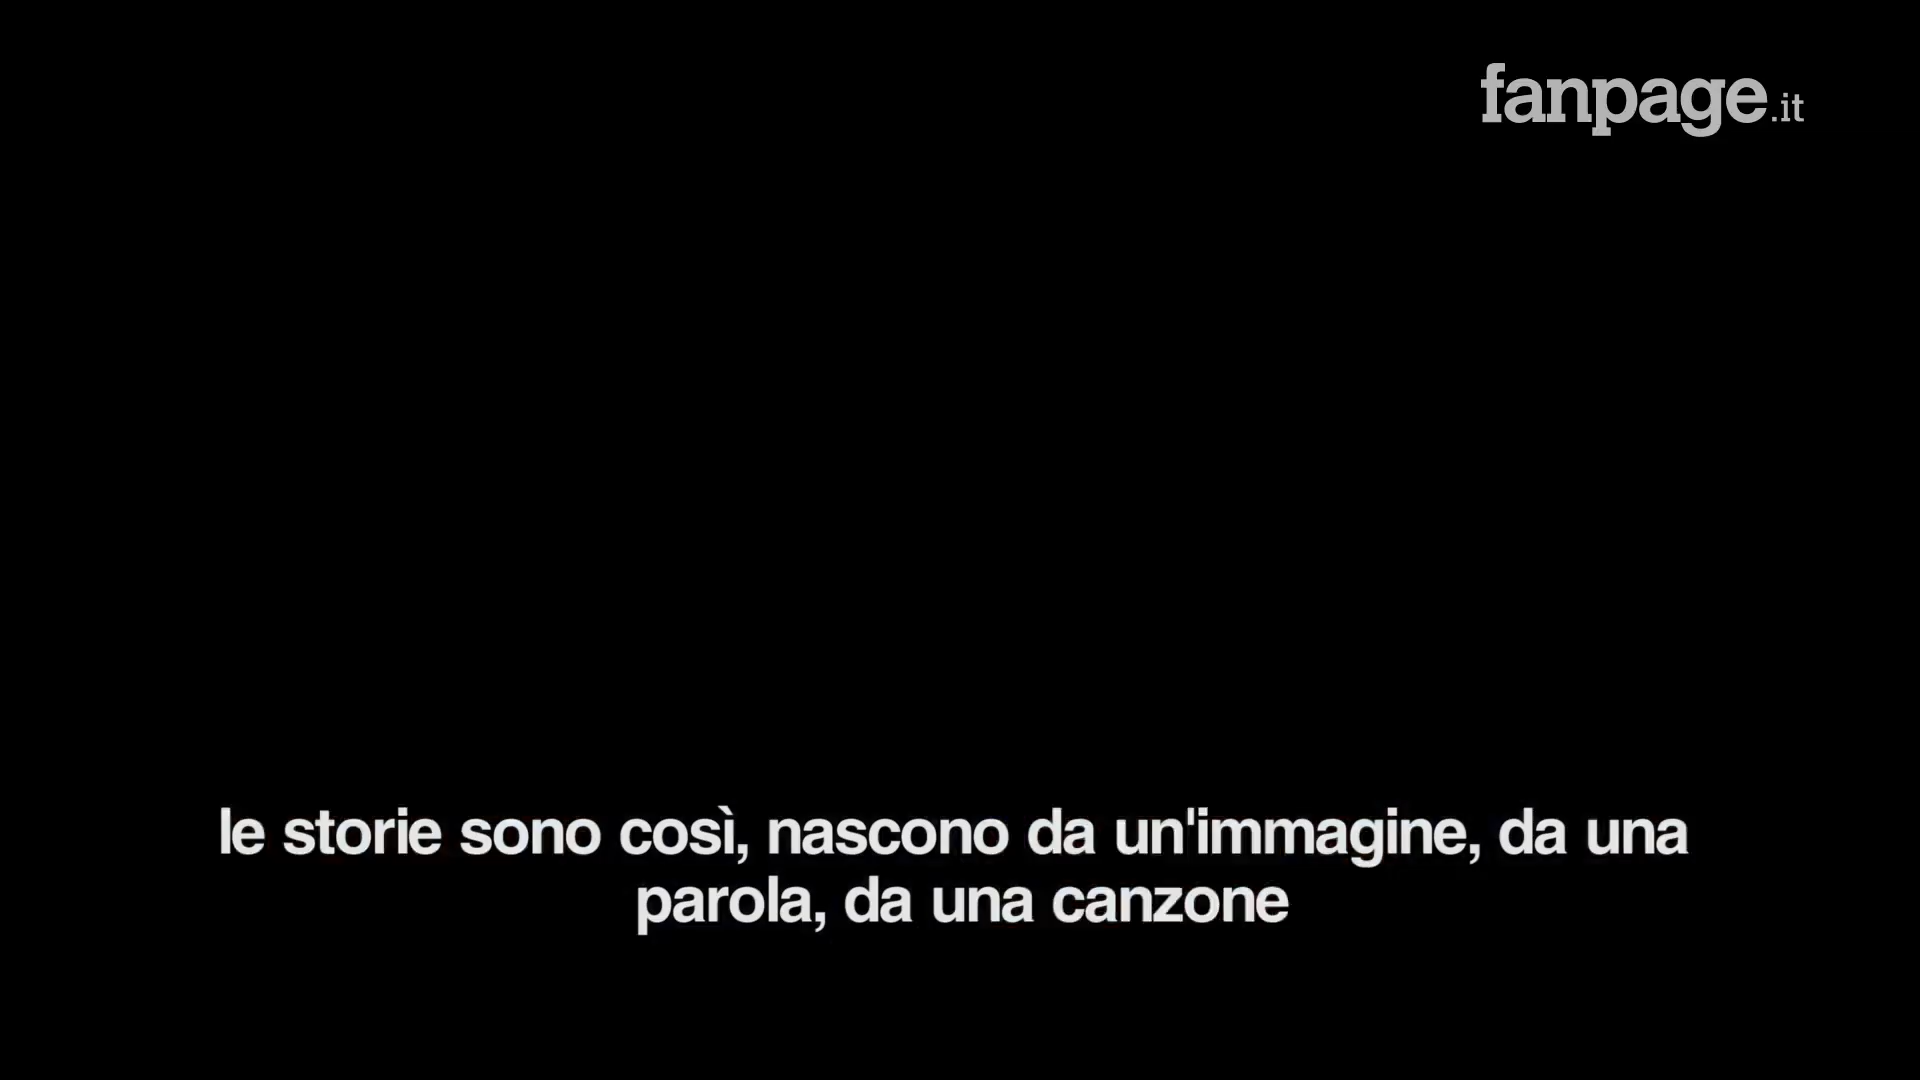 fanpage.it
le storie sono così, nascono da un'immagine, da una
parola, da una canzone